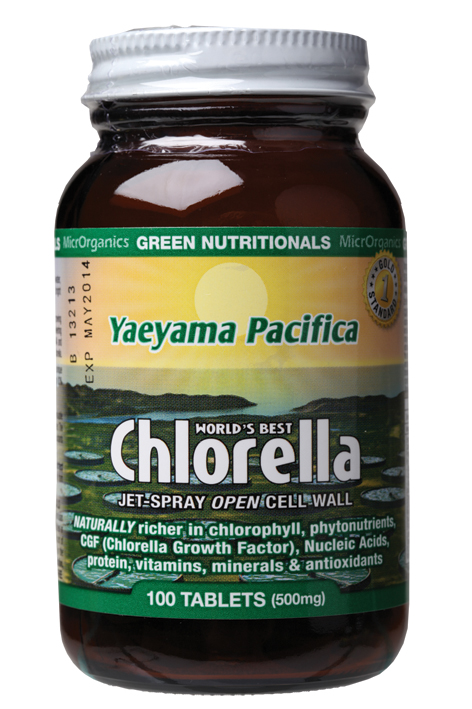 MicrOrganics GREEN NUTRITIONALS MicrOrganics
GOLD
1
STANDARD
B 13213
EXP MAY2014
Yaeyama Pacifica
WORLD'S BEST
Chlorella
JET-SPRAY OPEN CELL WALL
NATURALLY richer in chlorophyll, phytonutrients,
CGF (Chlorella Growth Factor), Nucleic Acids,
protein, vitamins, minerals & antioxidants
100 TABLETS (500mg)